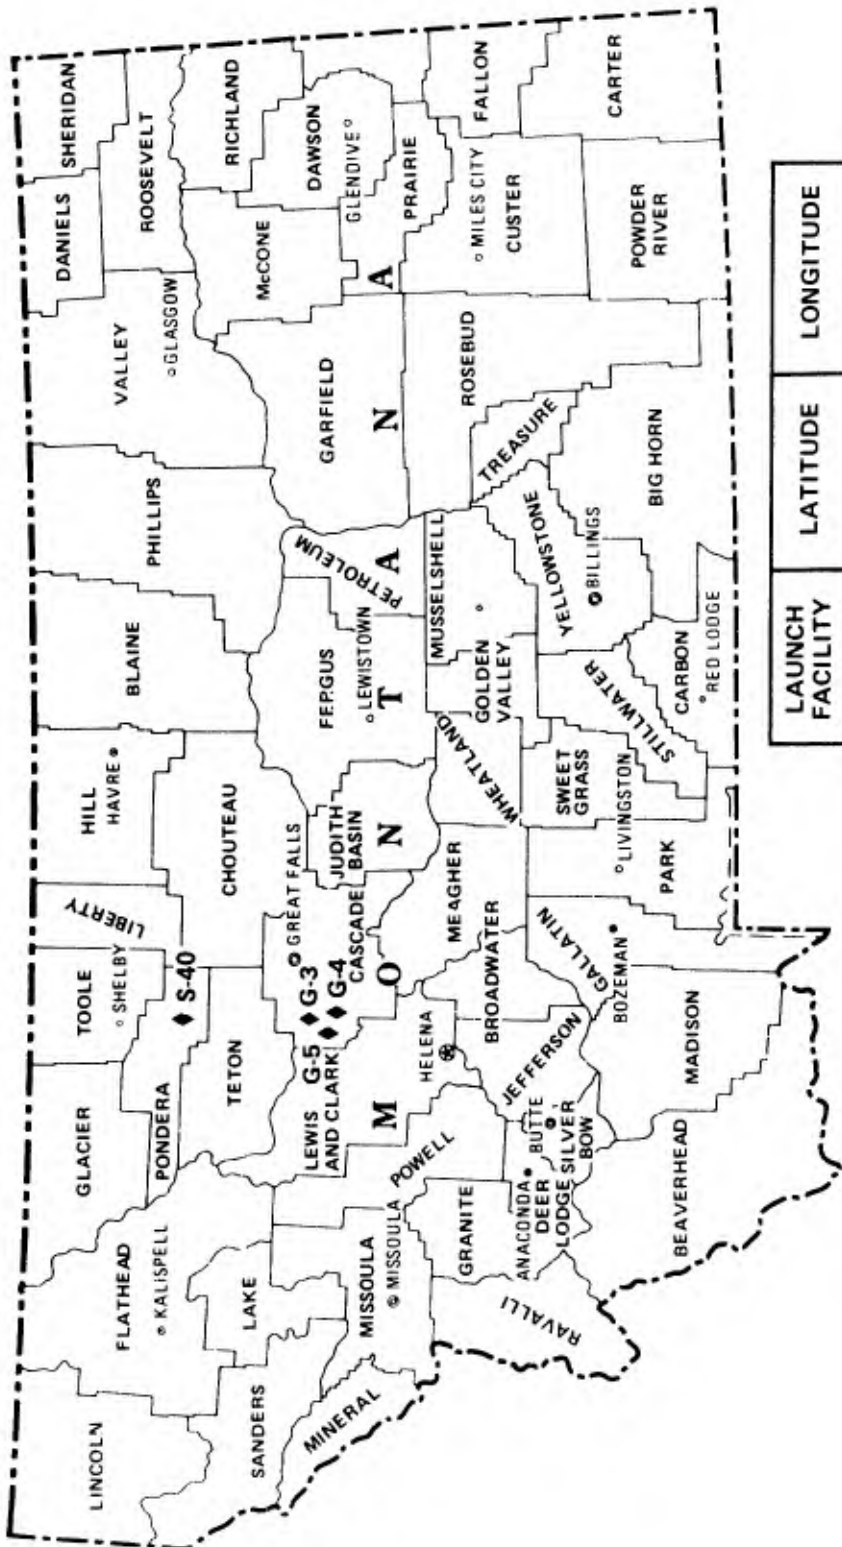 LINCOLN
FLATHEAD
KALISPELL
GLACIER
TOOLE
SHELBY
LIBERTY
HILL
HAVRE
BLAINE
PHILLIPS
VALLEY
GLASGOW
DANIELS
SHERIDAN
ROOSEVELT
SANDERS
LAKE
PONDERA
S-40
TETON
CHOUTEAU
McCONE
RICHLAND
MINERAL
MISSOULA
MISSOULA
POWELL
LEWIS
AND CLARK
G-5
G-3
G-4
GREAT FALLS
CASCADE
JUDITH
BASIN
FERGUS
LEWISTOWN
PETROLEUM
GARFIELD
DAWSON
GLENDIVE
PRAIRIE
M O N T A N A
RAVALLI
GRANITE
HELENA
BROADWATER
MEAGHER
WHEATLAND
GOLDEN
VALLEY
MUSSELSHELL
ROSEBUD
TREASURE
MILES CITY
CUSTER
FALLON
ANACONDA
DEER
LODGE
BUTTE
SILVER
BOW
JEFFERSON
GALLATIN
BOZEMAN
SWEET
GRASS
LIVINGSTON
PARK
STILLWATER
YELLOWSTONE
BILLINGS
BEAVERHEAD
MADISON
CARBON
RED LODGE
BIG HORN
POWDER
RIVER
CARTER
LAUNCH
FACILITY
LATITUDE
LONGITUDE